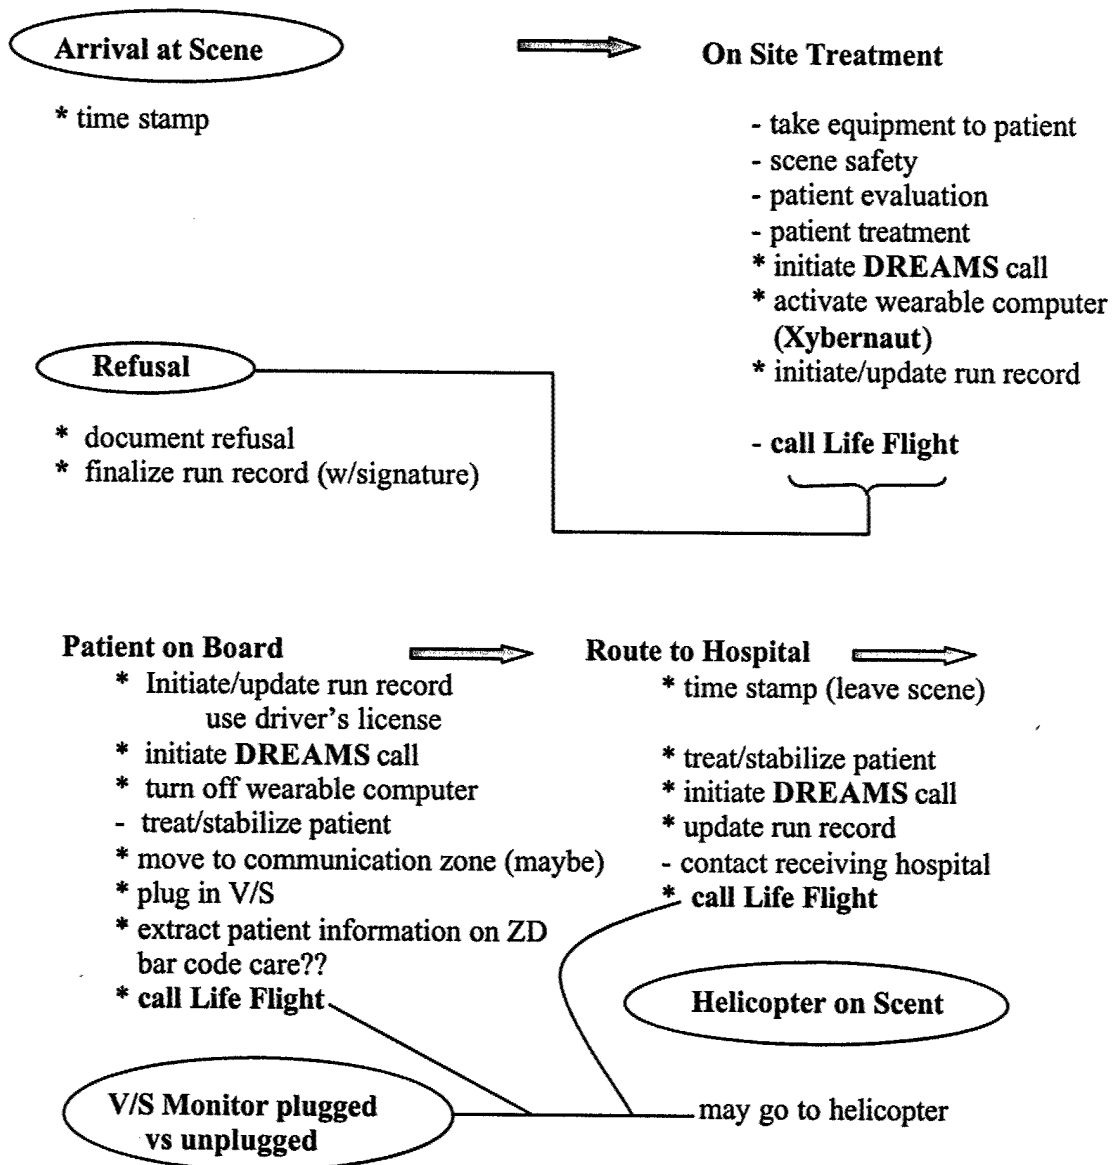 Arrival at Scene
* time stamp
On Site Treatment
- take equipment to patient
- scene safety
- patient evaluation
- patient treatment
* initiate DREAMS call
* activate wearable computer
(Xybernaut)
* initiate/update run record
- call Life Flight
Refusal
* document refusal
* finalize run record (w/signature)
Patient on Board
* Initiate/update run record
use driver's license
* initiate DREAMS call
* turn off wearable computer
- treat/stabilize patient
* move to communication zone (maybe)
* plug in V/S
* extract patient information on ZD
bar code care??
* call Life Flight
Route to Hospital
* time stamp (leave scene)
* treat/stabilize patient
* initiate DREAMS call
* update run record
- contact receiving hospital
* call Life Flight
Helicopter on Scent
V/S Monitor plugged
vs unplugged
may go to helicopter